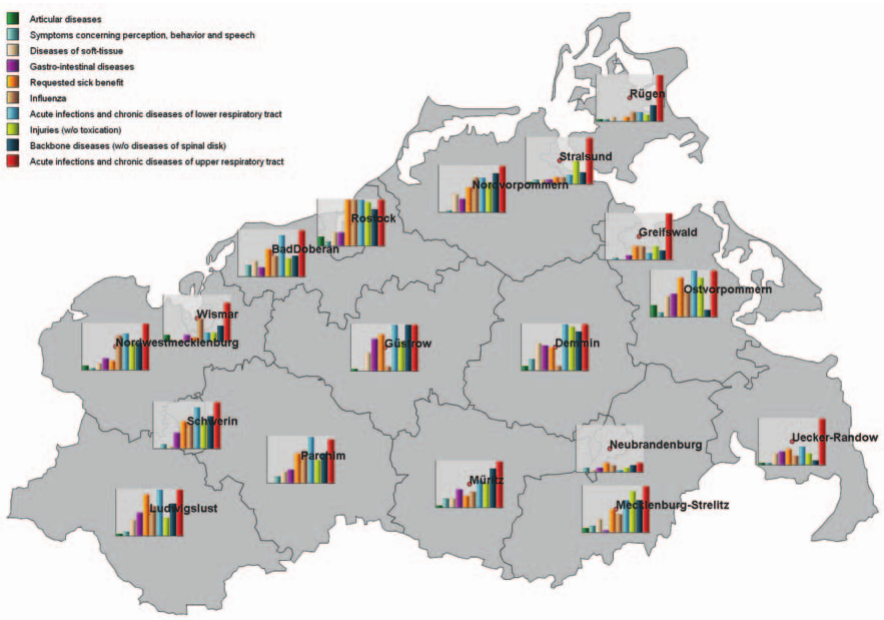 Articular diseases
Symptoms concerning perception, behavior and speech
Diseases of soft-tissue
Gastro-intestinal diseases
Requested sick benefit
Influenza
Acute infections and chronic diseases of lower respiratory tract
Injuries (w/o toxication)
Backbone diseases (w/o diseases of spinal disk)
Acute infections and chronic diseases of upper respiratory tract
Rügen
Stralsund
Nordvorpommern
Rostock
Greifswald
BadDoberan
Ostvorpommern
Wismar
Nordwestmecklenburg
Güstrow
Demmin
Schwerin
Uecker-Randow
Neubrandenburg
Parchim
Müritz
Mecklenburg-Strelitz
Ludwigslust